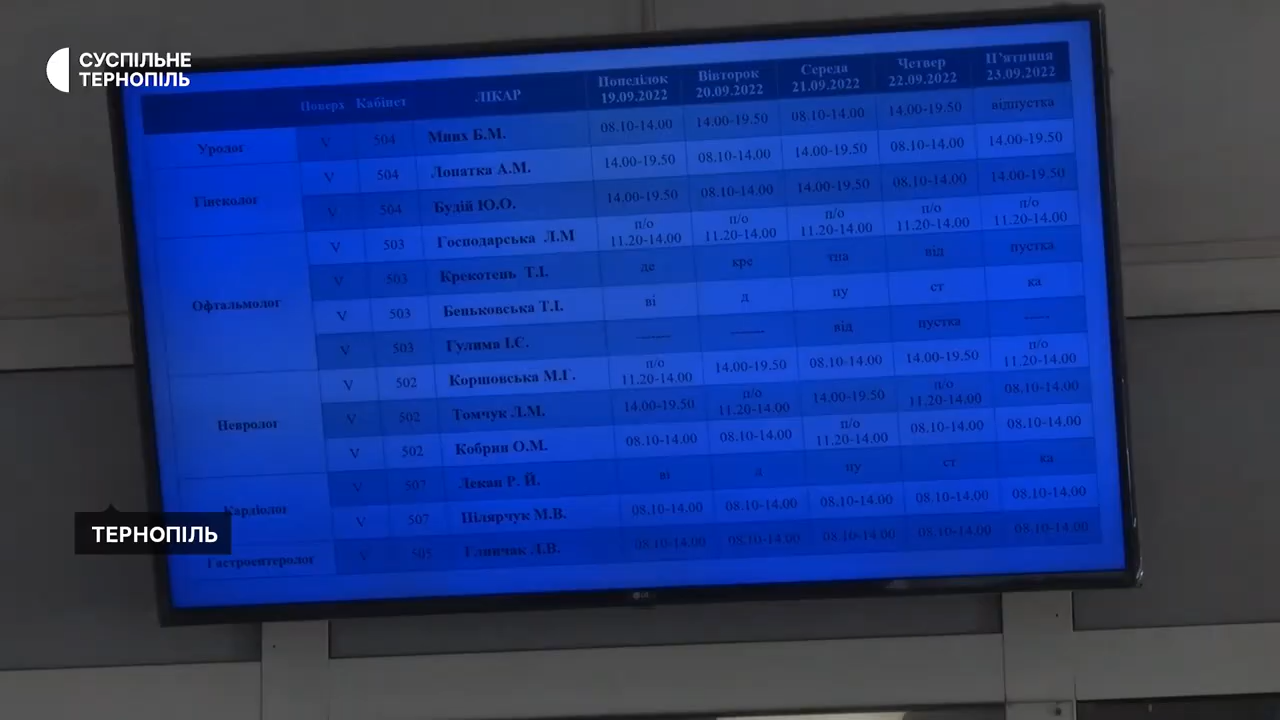 СУСПІЛЬНЕ
ТЕРНОПІЛЬ
Поверх Кабінет ЛІКАР Понеділок 19.09.2022 Вівторок 20.09.2022 Середа 21.09.2022 Четвер 22.09.2022 П'ятниця 23.09.2022
Уролог V 504 Мних Б.М. 08.10-14.00 14.00-19.50 08.10-14.00 14.00-19.50 відпустка
Гінеколог V 504 Лопатка А.М. 14.00-19.50 08.10-14.00 14.00-19.50 08.10-14.00 14.00-19.50
V 504 Будій Ю.О. 14.00-19.50 08.10-14.00 14.00-19.50 08.10-14.00 14.00-19.50
Офтальмолог V 503 Господарська Л.М п/о 11.20-14.00 п/о 11.20-14.00 п/о 11.20-14.00 п/о 11.20-14.00 п/о 11.20-14.00
V 503 Крекотень Т.І. де кре тна від пустка
V 503 Беньковська Т.І. ві д пу ст ка
V 503 Гулима І.Є. ------- ------- від пустка -----
Невролог V 502 Коршовська М.Г. п/о 11.20-14.00 14.00-19.50 08.10-14.00 14.00-19.50 п/о 11.20-14.00
V 502 Томчук Л.М. 14.00-19.50 п/о 11.20-14.00 14.00-19.50 п/о 11.20-14.00 08.10-14.00
V 502 Кобрин О.М. 08.10-14.00 08.10-14.00 п/о 11.20-14.00 08.10-14.00 08.10-14.00
Кардіолог V 507 Лекан Р. Й. ві д пу ст ка
V 507 Пілярчук М.В. 08.10-14.00 08.10-14.00 08.10-14.00 08.10-14.00 08.10-14.00
Гастроентеролог V 505 Л.В. 08.10-14.00 08.10-14.00 08.10-14.00 08.10-14.00 08.10-14.00
ТЕРНОПІЛЬ
LG